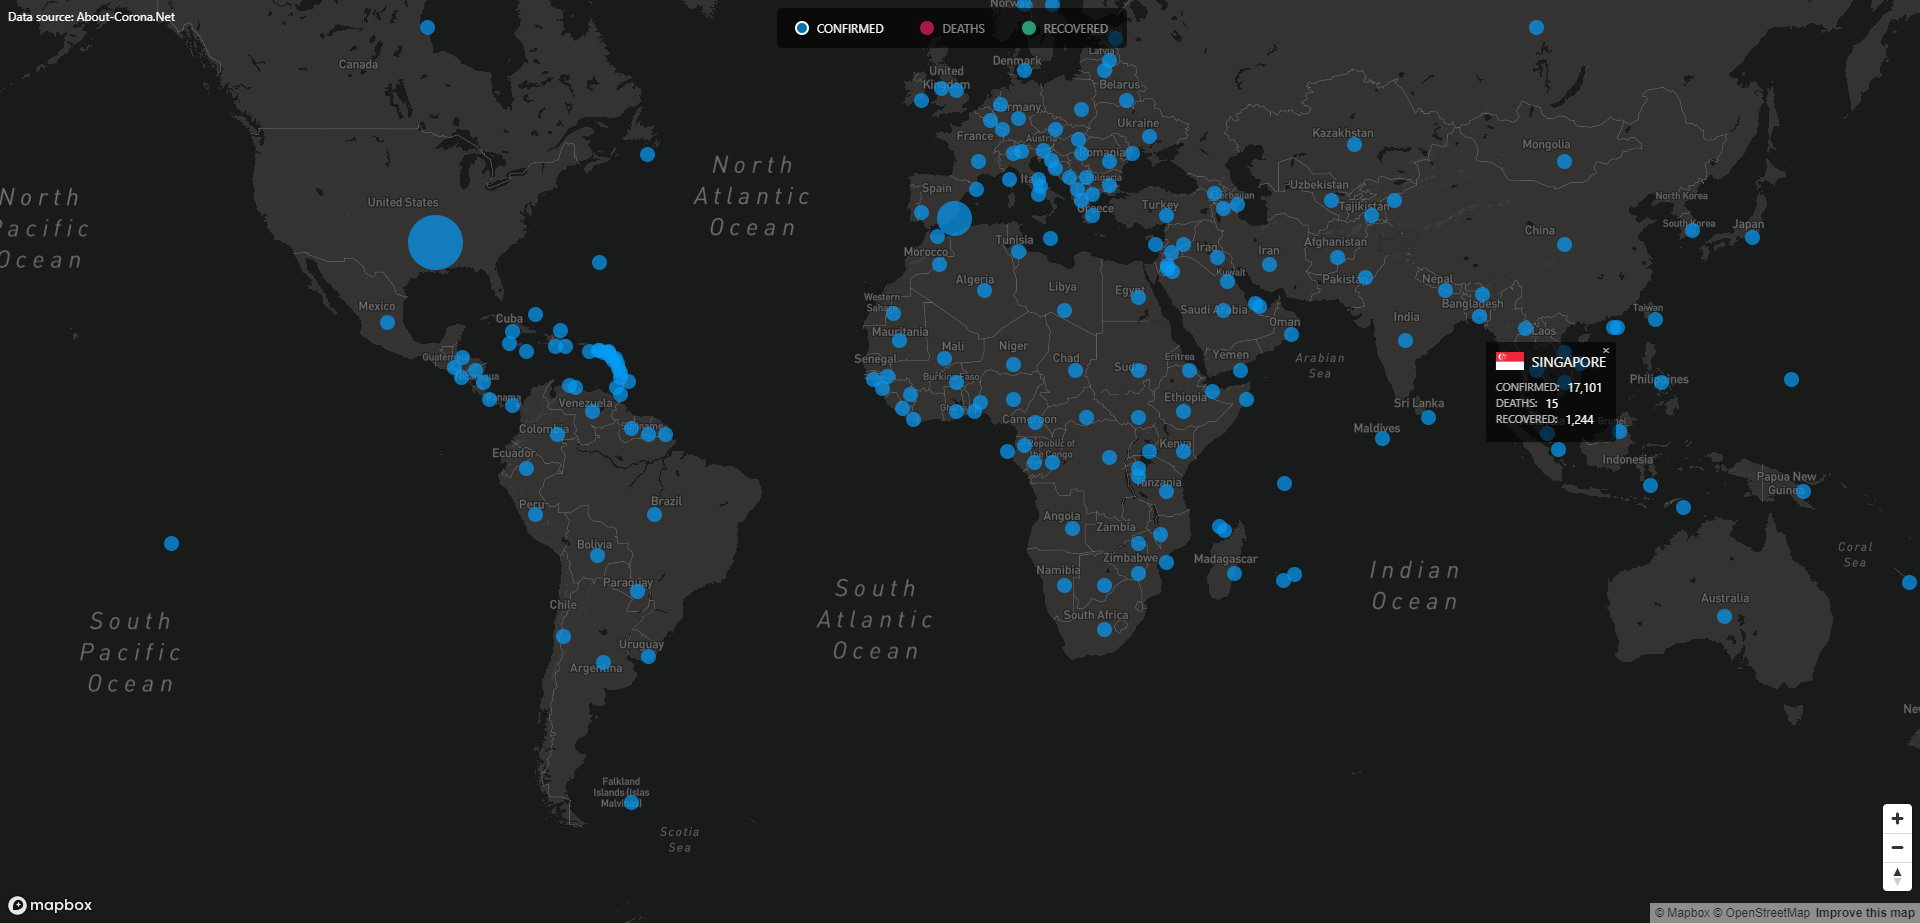 Data source: About-Corona.Net
CONFIRMED
DEATHS
RECOVERED
Norway
Canada
United
Kingdom
Denmark
Latvia
Belarus
Germany
France
Austria
Ukraine
Romania
Kazakhstan
Mongolia
North
Atlantic
Ocean
North
Pacific
Ocean
United States
Spain
Italy
Bulgaria
Greece
Turkey
Azerbaijan
Uzbekistan
Tajikistan
North Korea
South Korea
Japan
China
Morocco
Tunisia
Iraq
Iran
Afghanistan
Kuwait
Pakistan
Nepal
Algeria
Libya
Egypt
Western
Sahara
Saudi Arabia
Bangladesh
Taiwan
Mexico
Cuba
Oman
India
Laos
Mauritania
Mali
Niger
Chad
Sudan
Eritrea
Yemen
Arabian
Sea
Senegal
Burkina Faso
Guatemala
Nicaragua
Panama
Venezuela
Ghana
Ethiopia
Sri Lanka
Philippines
SINGAPORE
CONFIRMED: 17,101
DEATHS: 15
RECOVERED: 1,244
×
Brunei
Colombia
Suriname
Cameroon
Maldives
Ecuador
Republic of
the Congo
Kenya
Indonesia
Papua New
Guinea
Peru
Brazil
Tanzania
Angola
Zambia
Bolivia
Zimbabwe
Madagascar
Coral
Sea
Namibia
Indian
Ocean
Paraguay
Chile
South
Atlantic
Ocean
South Africa
Australia
South
Pacific
Ocean
Uruguay
Argentina
New
Falkland
Islands (Islas
Malvinas)
Scotia
Sea
mapbox
© Mapbox © OpenStreetMap Improve this map